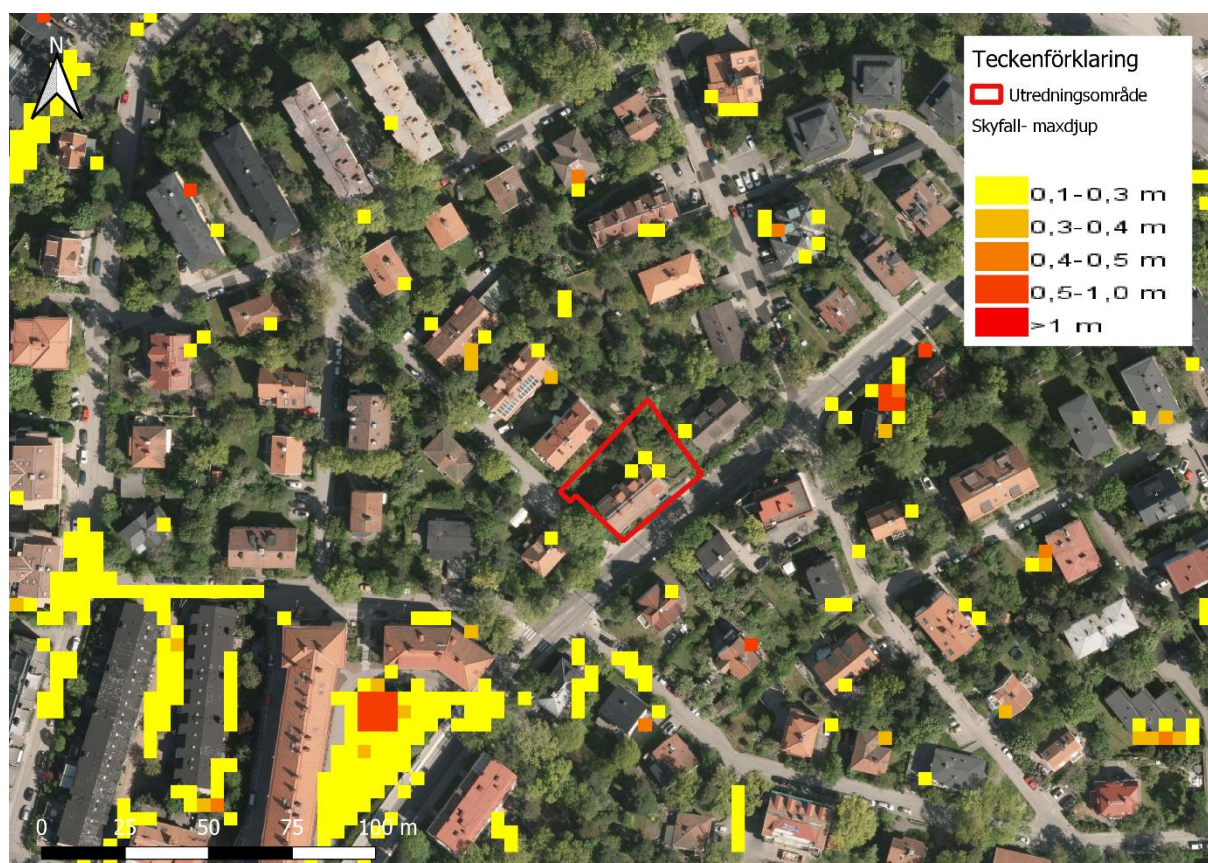 N
Teckenförklaring
Utredningsområde
Skyfall- maxdjup
0,1-0,3 m
0,3-0,4 m
0,4-0,5 m
0,5-1,0 m
>1 m
0 25 50 75 100 m